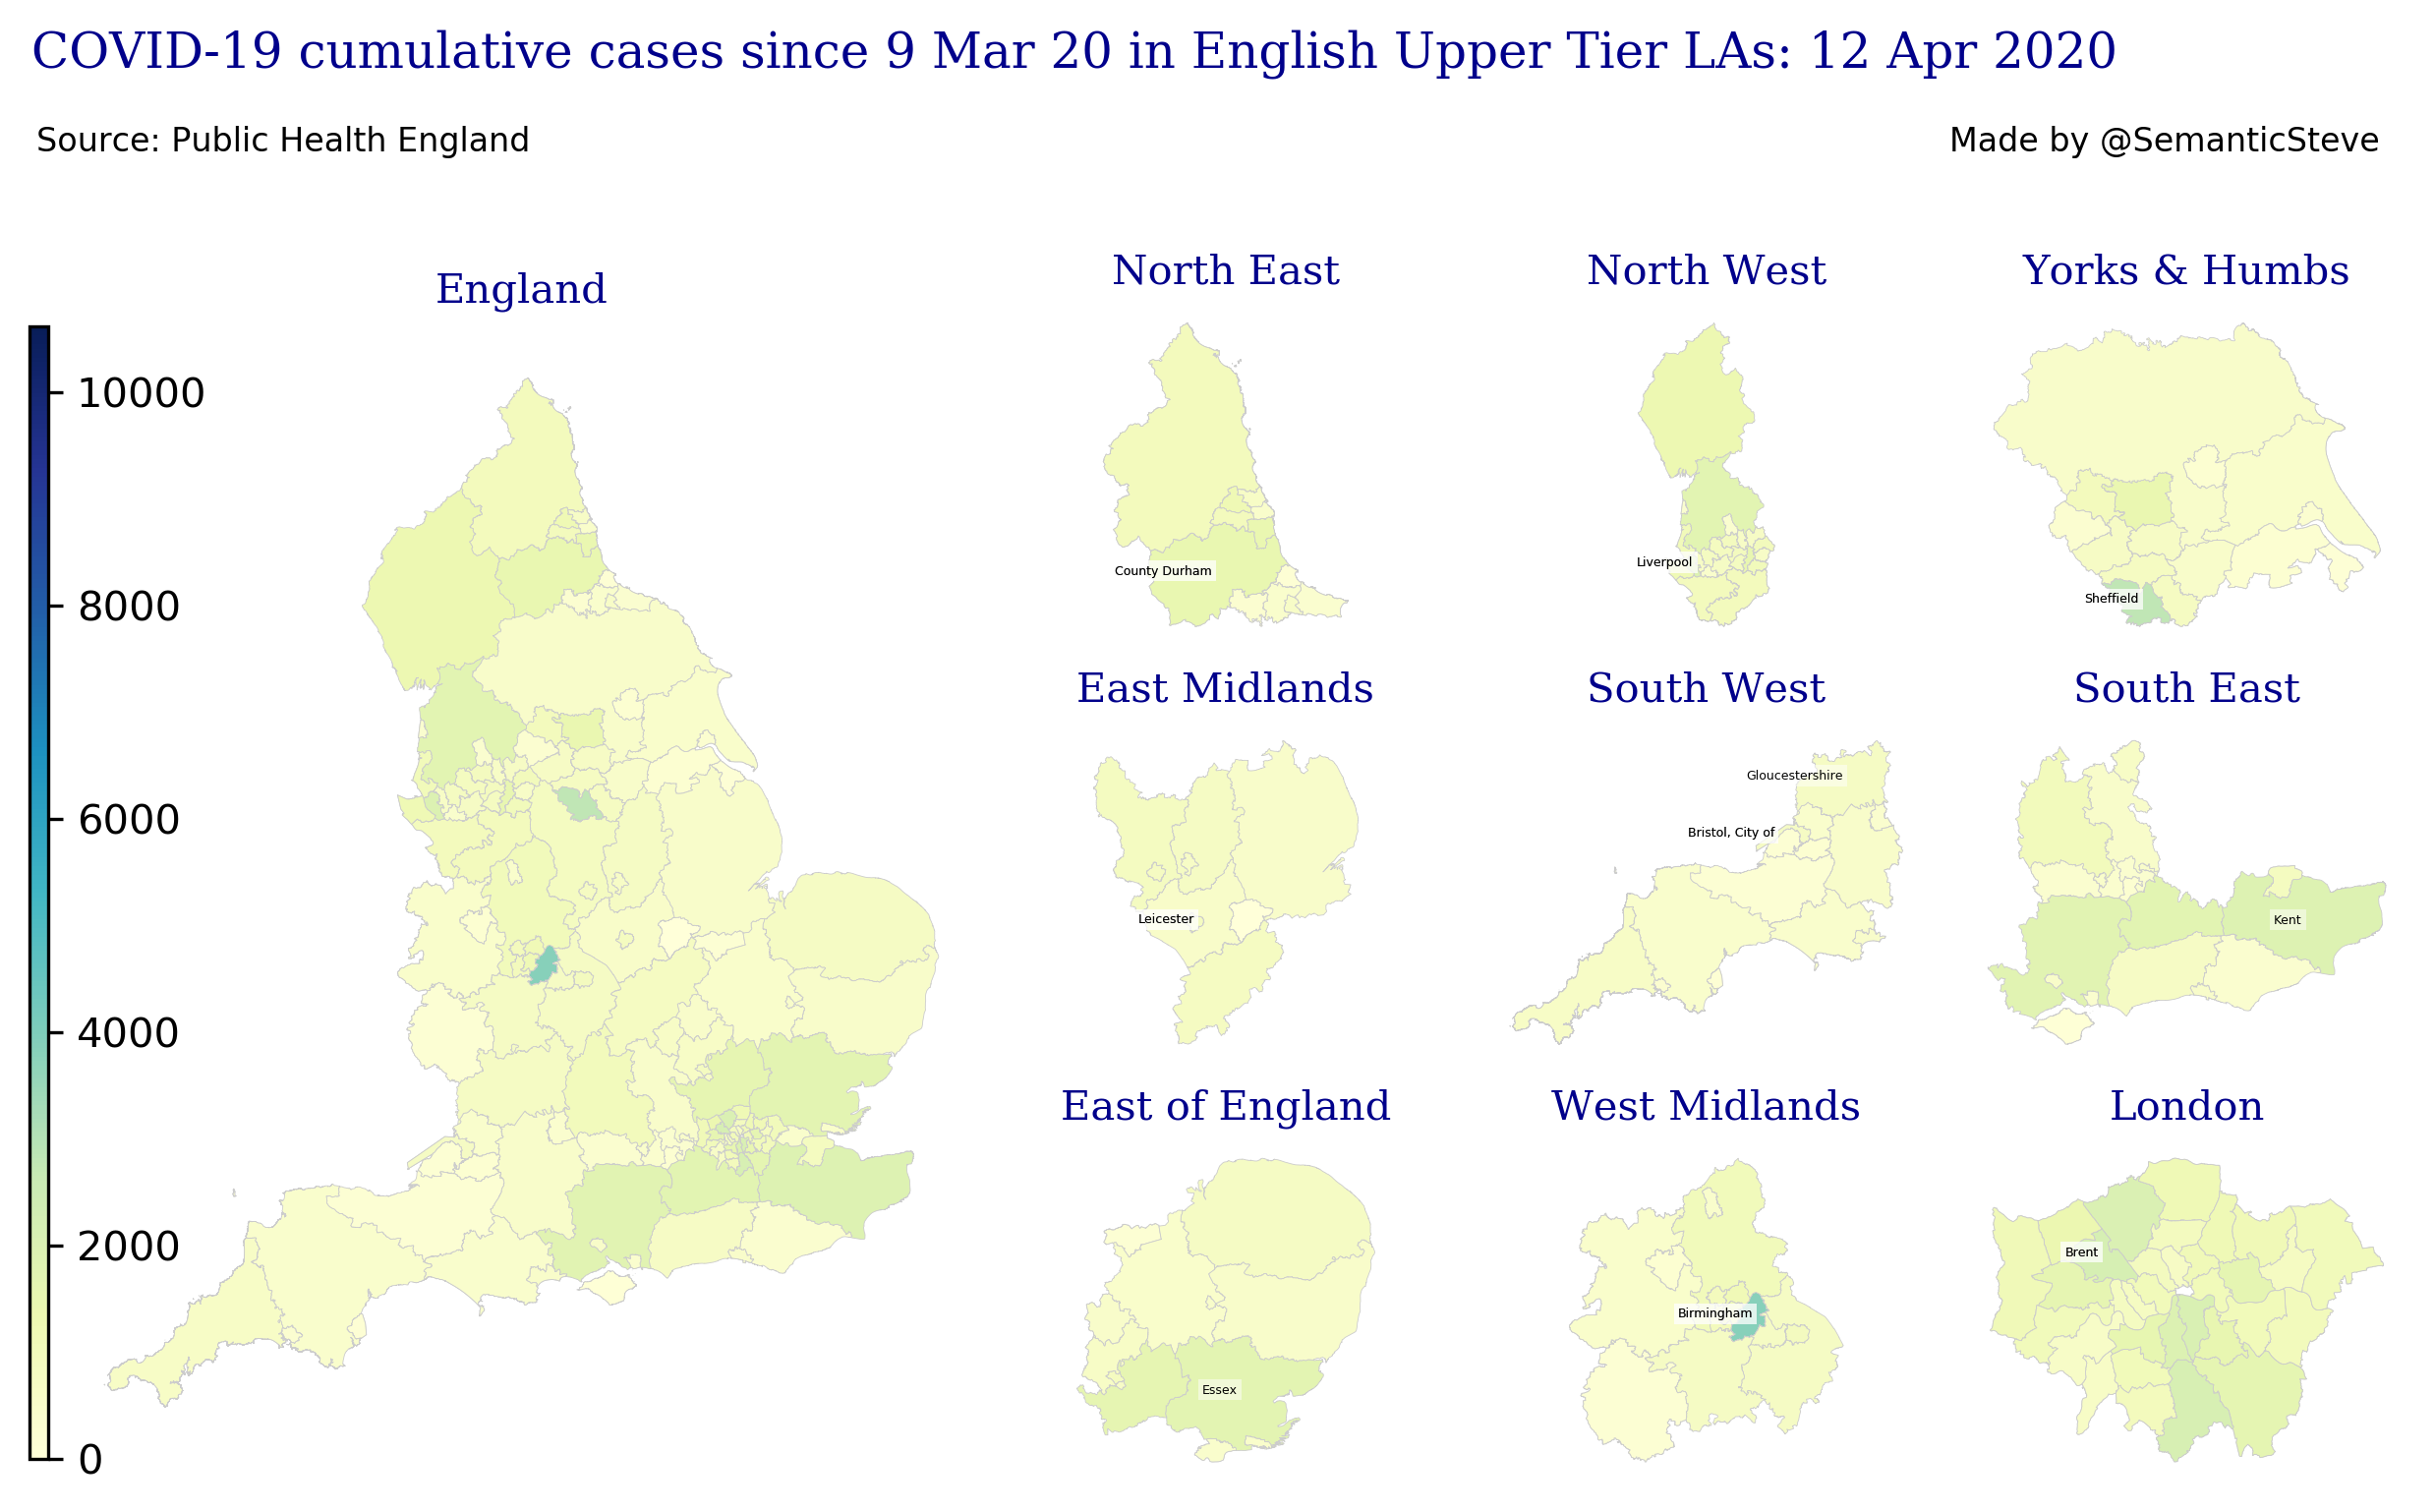 COVID-19 cumulative cases since 9 Mar 20 in English Upper Tier LAs: 12 Apr 2020
Source: Public Health England
Made by @SemanticSteve
England
10000
8000
6000
4000
2000
0
North East
County Durham
North West
Liverpool
Yorks & Humbs
Sheffield
East Midlands
Leicester
South West
Gloucestershire
Bristol, City of
South East
Kent
East of England
Essex
West Midlands
Birmingham
London
Brent